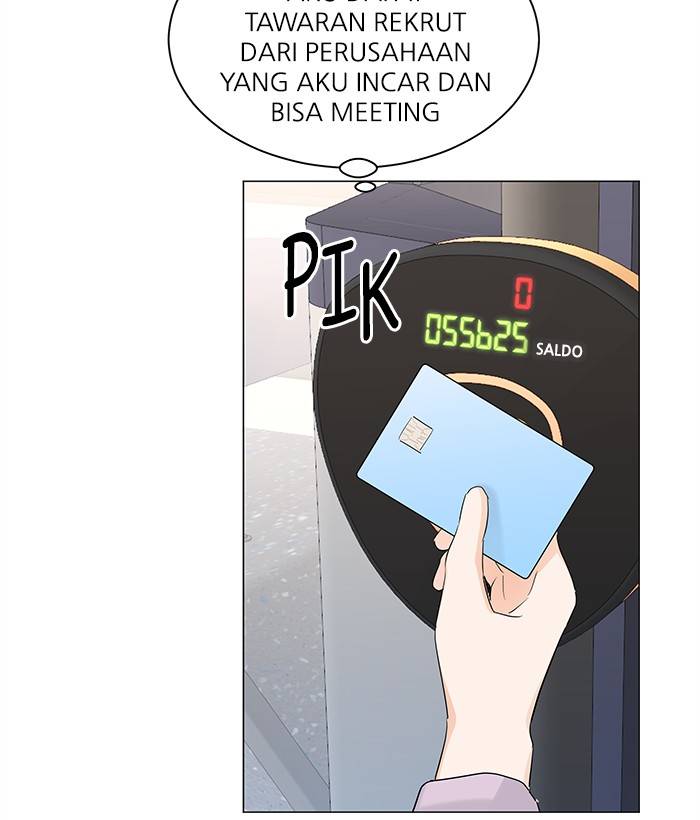 TAWARAN REKRUT
DARI PERUSAHAAN
YANG AKU INCAR DAN
BISA MEETING
PIK
0
055625
SALDO